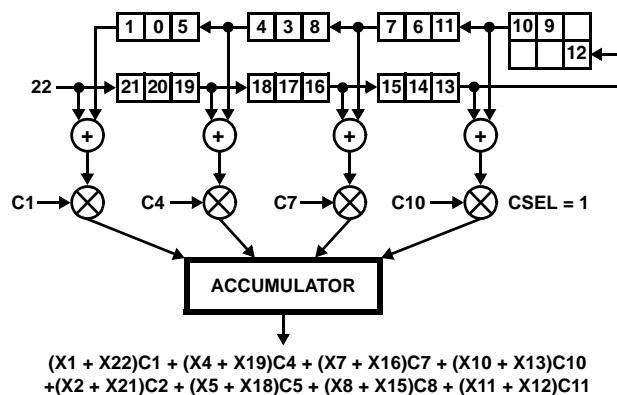 1 0 5 4 3 8 7 6 11 10 9
12
22 21 20 19 18 17 16 15 14 13
+ + + +
C1 C4 C7 C10 CSEL = 1
ACCUMULATOR
(X1 + X22)C1 + (X4 + X19)C4 + (X7 + X16)C7 + (X10 + X13)C10
+(X2 + X21)C2 + (X5 + X18)C5 + (X8 + X15)C8 + (X11 + X12)C11